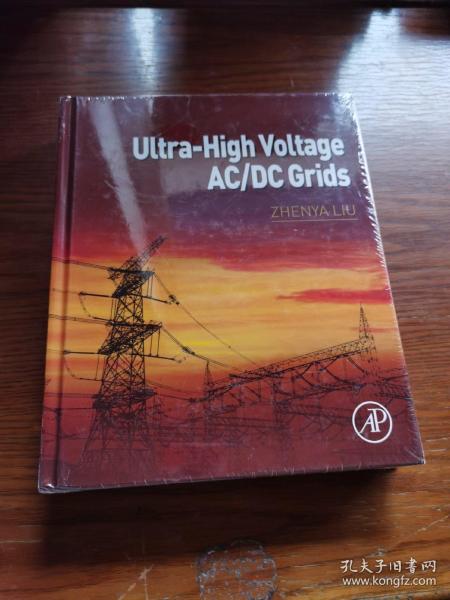 Ultra-High Voltage
AC/DC Grids
ZHENYA LIU
AP
孔夫子旧书网
www.kongfz.com